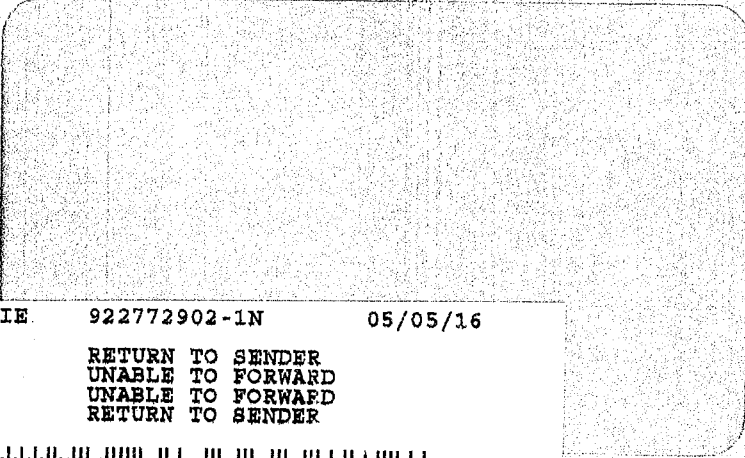 IE 922772902-1N 05/05/16
RETURN TO SENDER
UNABLE TO FORWARD
UNABLE TO FORWARD
RETURN TO SENDER